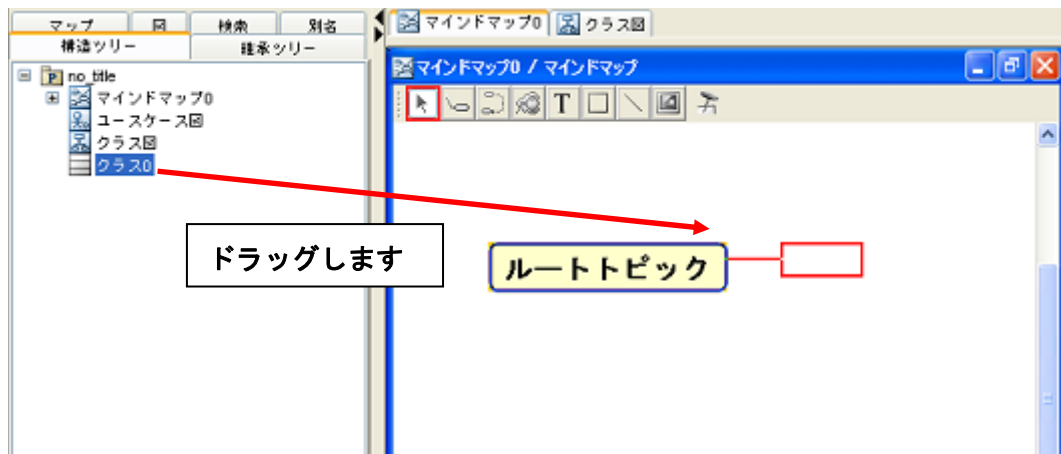 マップ 図 検索 別名
構造ツリー 継承ツリー
no_title
マインドマップ0
ユースケース図
クラス図
クラス0
マインドマップ0 クラス図
マインドマップ0 / マインドマップ
T
ドラッグします
ルートトピック